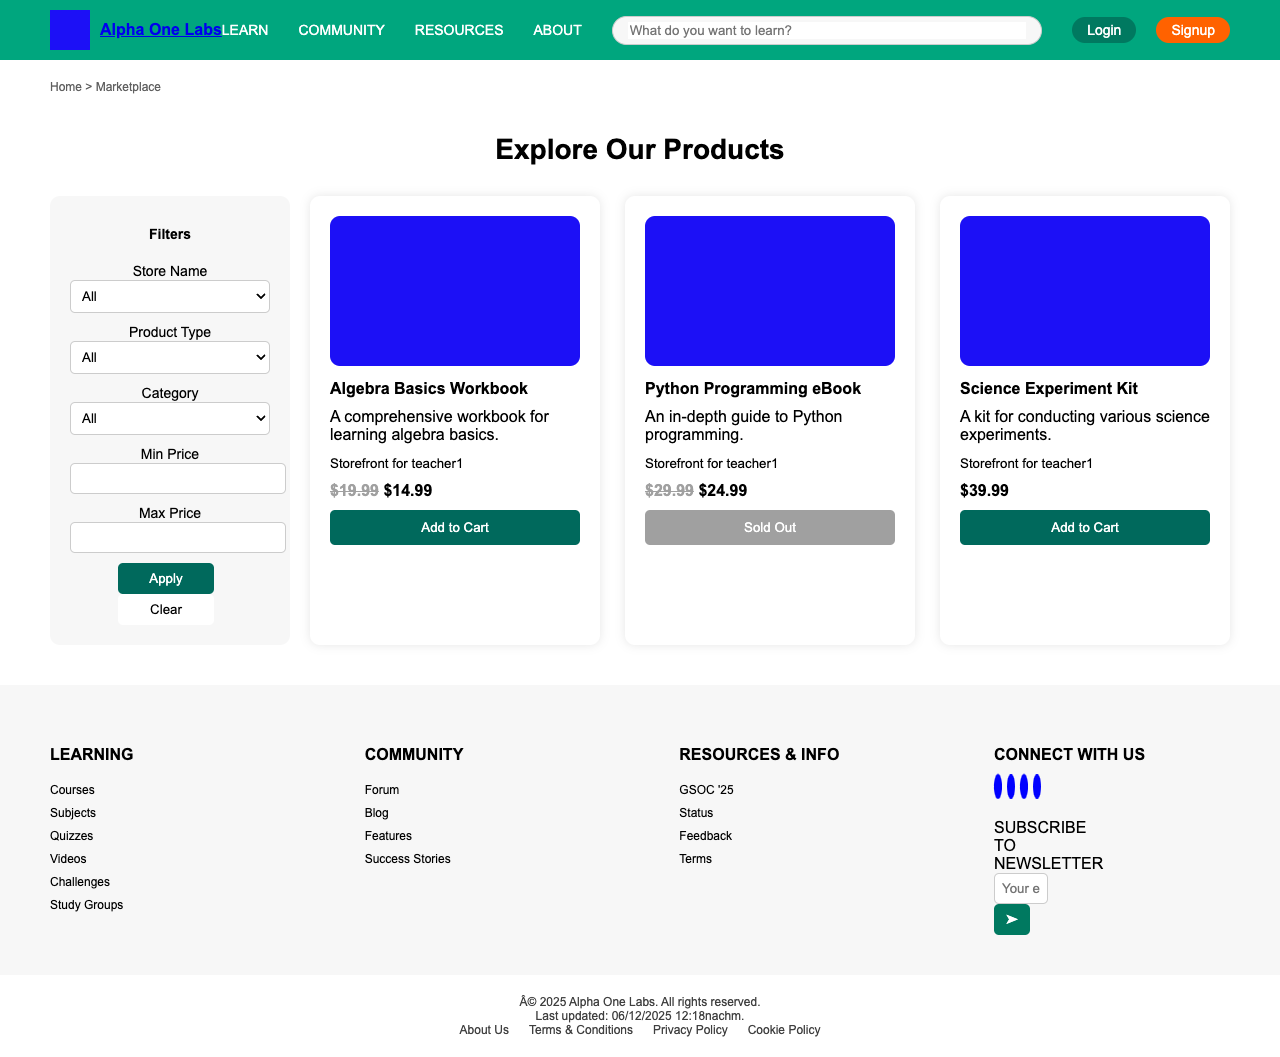 Alpha One Labs LEARN COMMUNITY RESOURCES ABOUT What do you want to learn? Login Signup
Home > Marketplace
Explore Our Products
Filters
Store Name
All
Product Type
All
Category
All
Min Price
Max Price
Apply
Clear
Algebra Basics Workbook
A comprehensive workbook for
learning algebra basics.
Storefront for teacher1
$19.99 $14.99
Add to Cart
Python Programming eBook
An in-depth guide to Python
programming.
Storefront for teacher1
$29.99 $24.99
Sold Out
Science Experiment Kit
A kit for conducting various science
experiments.
Storefront for teacher1
$39.99
Add to Cart
LEARNING
Courses
Subjects
Quizzes
Videos
Challenges
Study Groups
COMMUNITY
Forum
Blog
Features
Success Stories
RESOURCES & INFO
GSOC '25
Status
Feedback
Terms
CONNECT WITH US
SUBSCRIBE
TO
NEWSLETTER
Your e
➤
Â© 2025 Alpha One Labs. All rights reserved.
Last updated: 06/12/2025 12:18nachm.
About Us Terms & Conditions Privacy Policy Cookie Policy